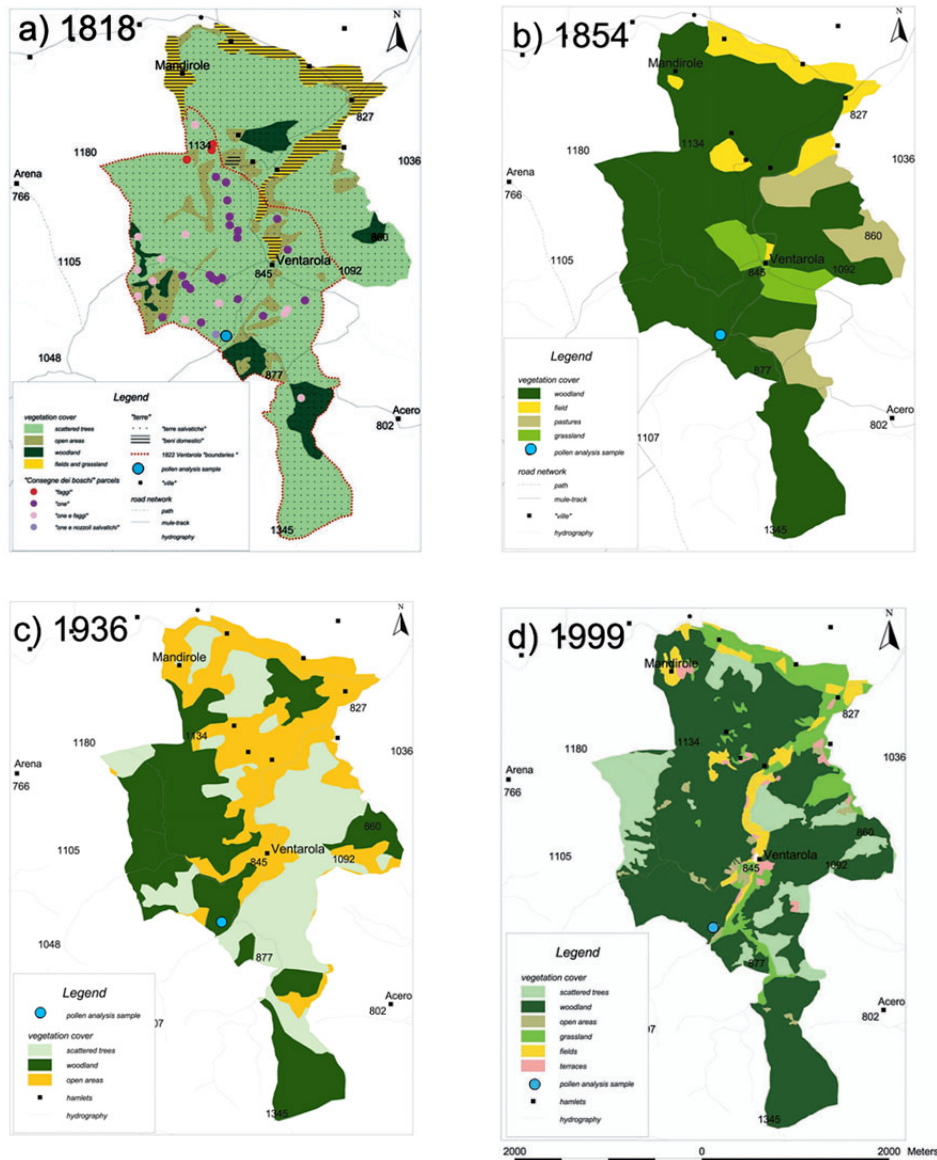 a) 1818
N
Mandirole
827
1134
1180
1036
Arena
766
860
1105
Ventarola
845
1092
1048
877
Acero
802
1345
Legend
vegetation cover
scattered trees
open areas
woodland
fields and grassland
"Consegne dei boschi" parcels
"faggi"
"one"
"one e faggi"
"one e nozzoli salvatichi"
"terre"
"terre salvatiche"
"beni domestici"
1822 Ventarola "boundaries"
pollen analysis sample
"ville"
road network
path
mule-track
hydrography
b) 1854
N
Mandirole
827
1134
1180
1036
Arena
766
860
1105
Ventarola
845
1092
877
Acero
802
1107
1345
Legend
vegetation cover
woodland
field
pastures
grassland
pollen analysis sample
road network
path
mule-track
"ville"
hydrography
c) 1936
N
Mandirole
827
1134
1180
1036
Arena
766
860
1105
Ventarola
845
1092
1048
877
Acero
802
07
1345
Legend
pollen analysis sample
vegetation cover
scattered trees
woodland
open areas
hamlets
hydrography
d) 1999
N
Mandirole
827
1134
1180
1036
Arena
766
860
1105
Ventarola
845
1092
1048
877
Acero
802
07
1345
Legend
vegetation cover
scattered trees
woodland
open areas
grassland
fields
terraces
pollen analysis sample
hamlets
hydrography
2000 0 2000 Meters